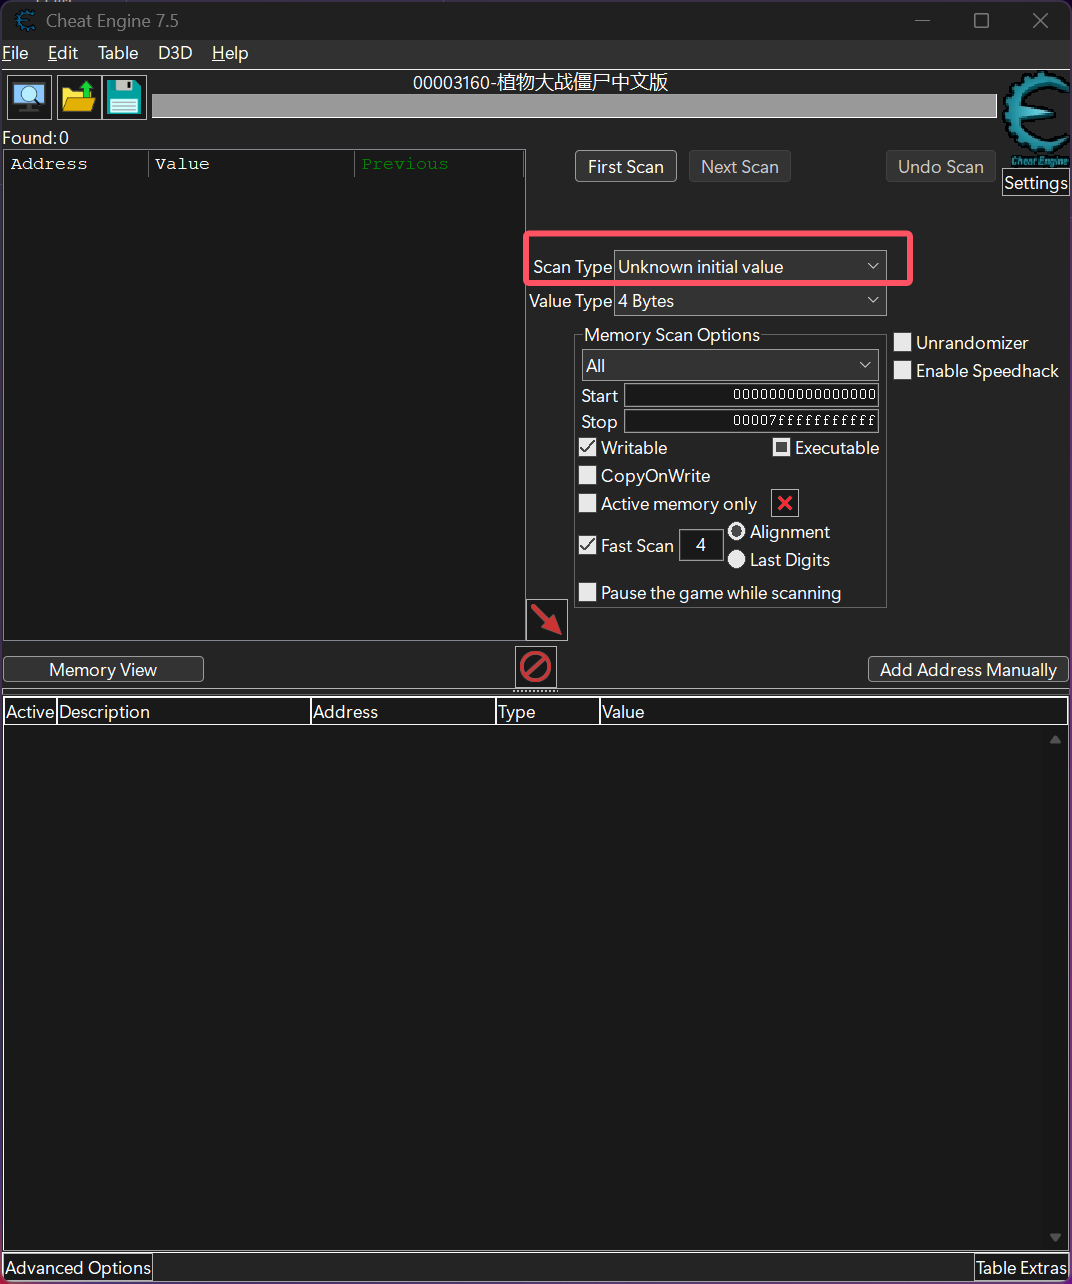 Cheat Engine 7.5
File Edit Table D3D Help
00003160-植物大战僵尸中文版
Found: 0
Address Value Previous
First Scan Next Scan Undo Scan
Cheat Engine
Settings
Scan Type Unknown initial value
Value Type 4 Bytes
Memory Scan Options
All
Unrandomizer
Enable Speedhack
Start 0000000000000000
Stop 00007fffffffffff
Writable Executable
CopyOnWrite
Active memory only
Fast Scan 4 Alignment
Last Digits
Pause the game while scanning
Memory View Add Address Manually
Active Description Address Type Value
Advanced Options Table Extras